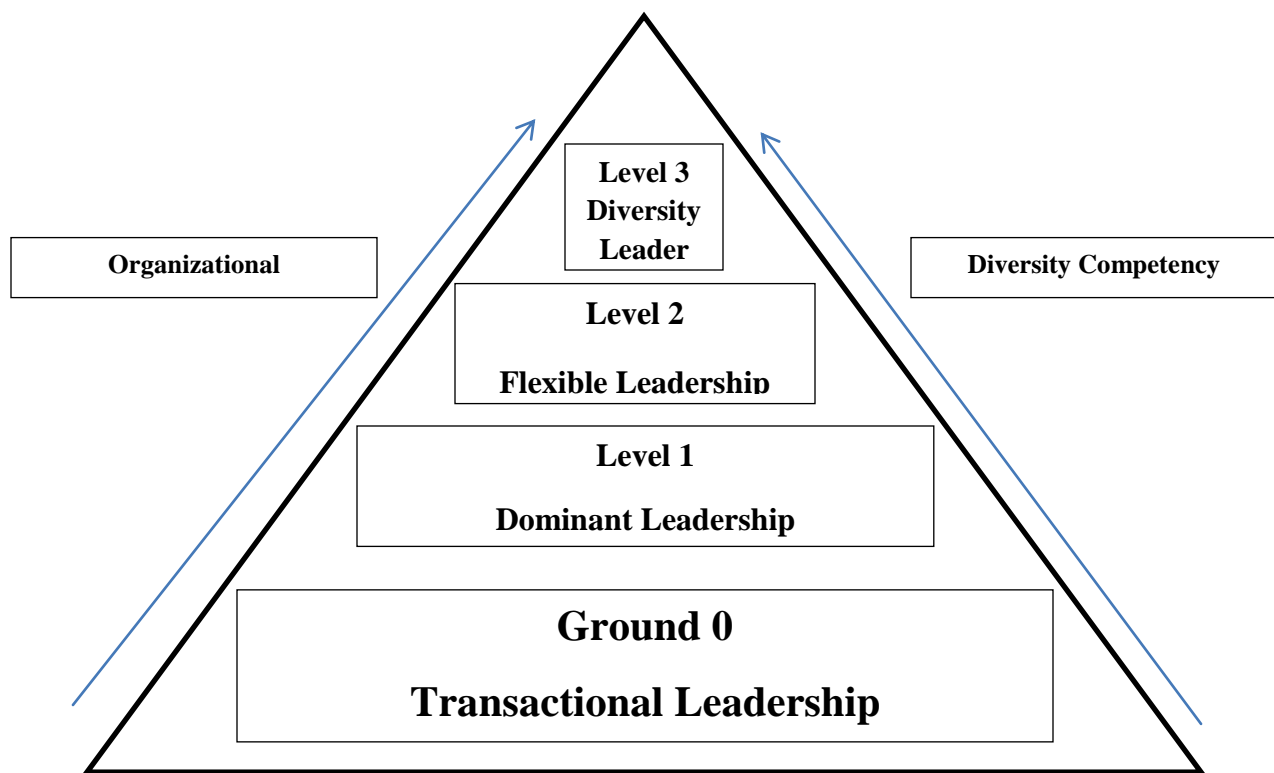 Level 3
Diversity
Leader
Organizational
Diversity Competency
Level 2
Flexible Leadership
Level 1
Dominant Leadership
Ground 0
Transactional Leadership